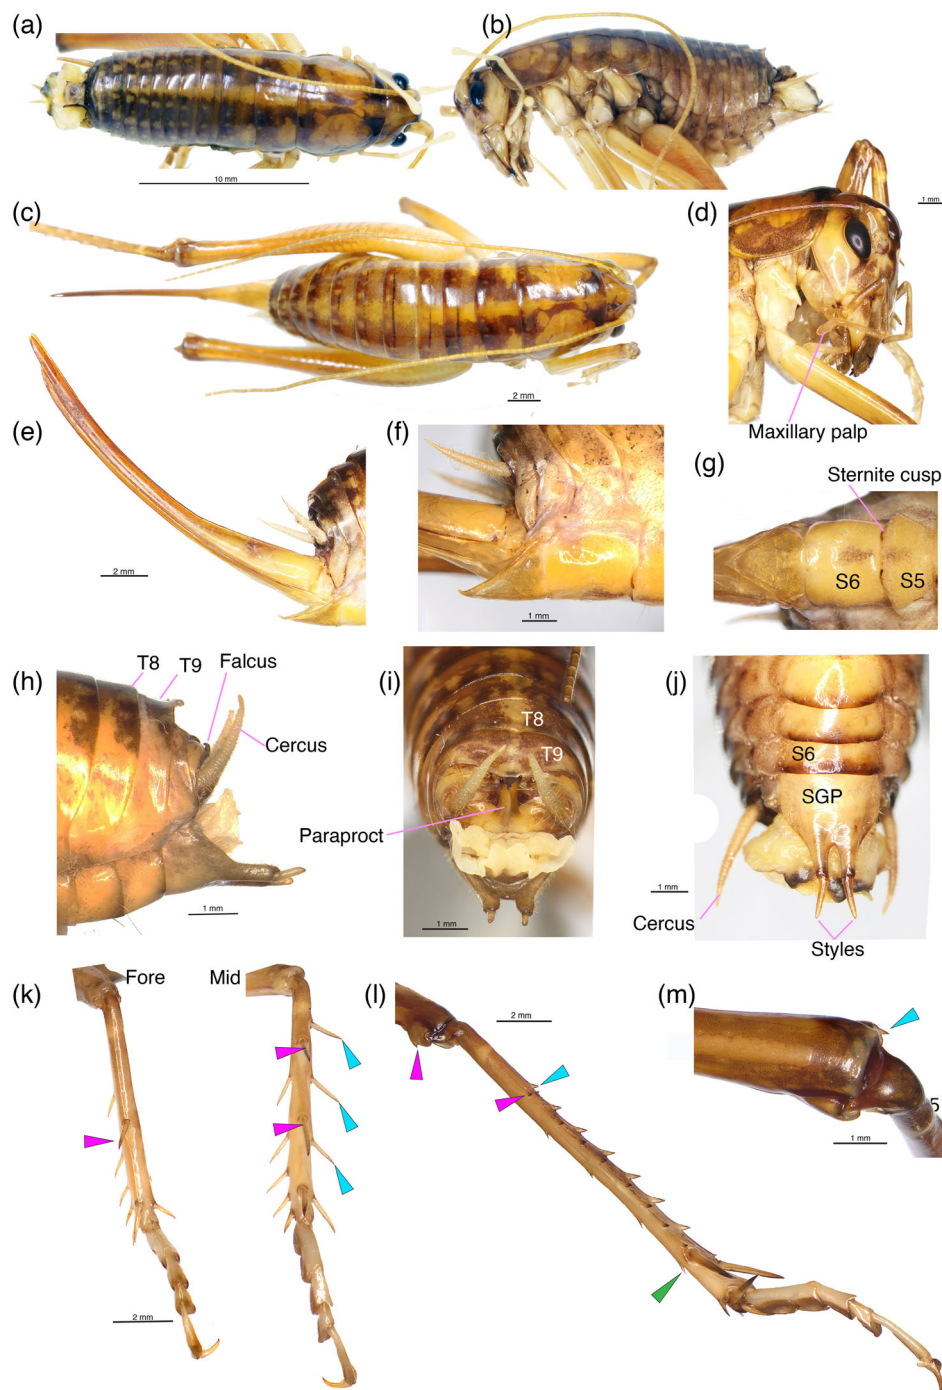 (a)
(b)
10 mm
(c)
(d)
1 mm
2 mm
Maxillary palp
(e)
(f)
(g)
Sternite cusp
S6
S5
2 mm
1 mm
(h)
T8
T9
Falcus
Cercus
1 mm
(i)
T8
T9
Paraproct
1 mm
(j)
S6
SGP
1 mm
Cercus
Styles
(k)
Fore
Mid
2 mm
(l)
2 mm
(m)
5
1 mm